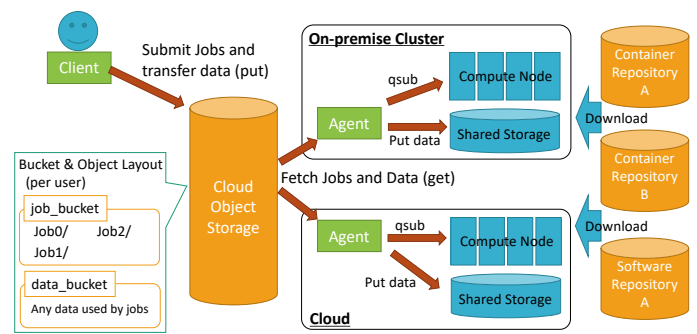 Client
Submit Jobs and
transfer data (put)
Bucket & Object Layout
(per user)
job_bucket
Job0/ Job2/
Job1/
data_bucket
Any data used by jobs
Cloud
Object
Storage
Fetch Jobs and Data (get)
On-premise Cluster
Agent
qsub
Put data
Compute Node
Shared Storage
Agent
qsub
Put data
Compute Node
Shared Storage
Cloud
Download
Download
Container
Repository
A
Container
Repository
B
Software
Repository
A